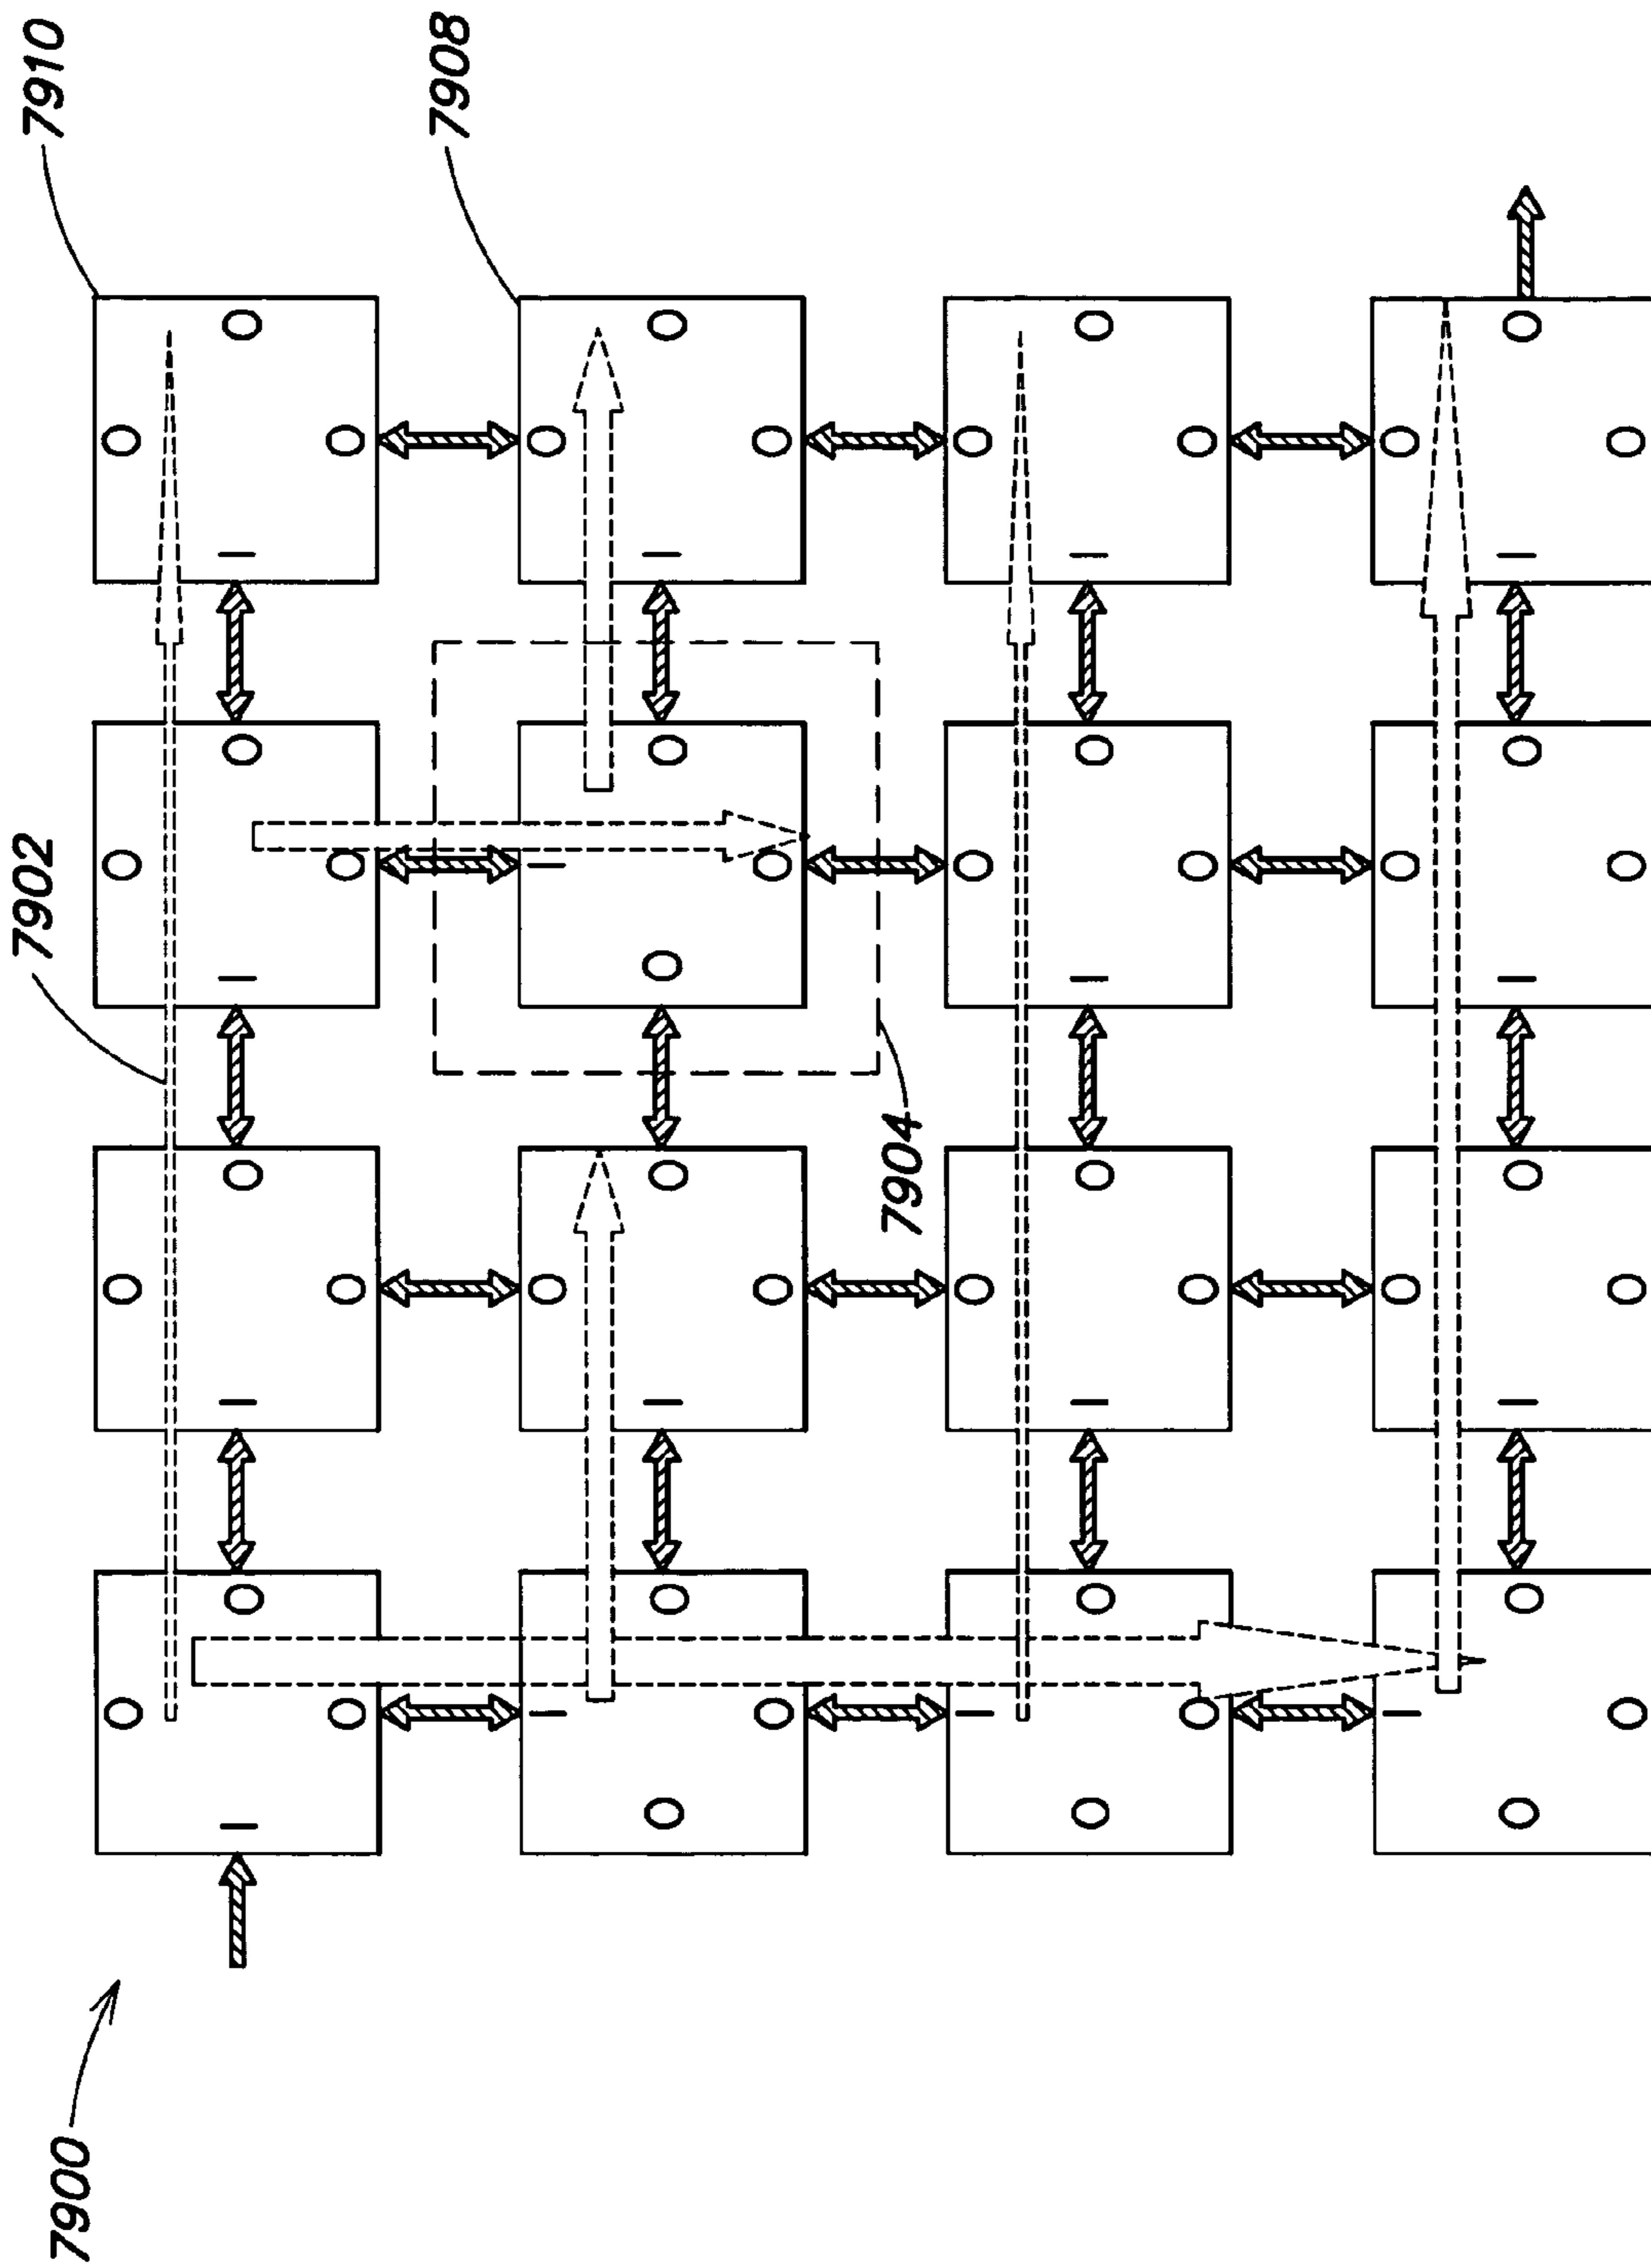 7900
7902
7910
O O O O
I O I O I O I O
O O O O
7908
I O I O
O O I O O O I O
O O O O
7904
I O O O
O O I O I O I O
O O O O
I O O O
O O I O I O I O
O O O O